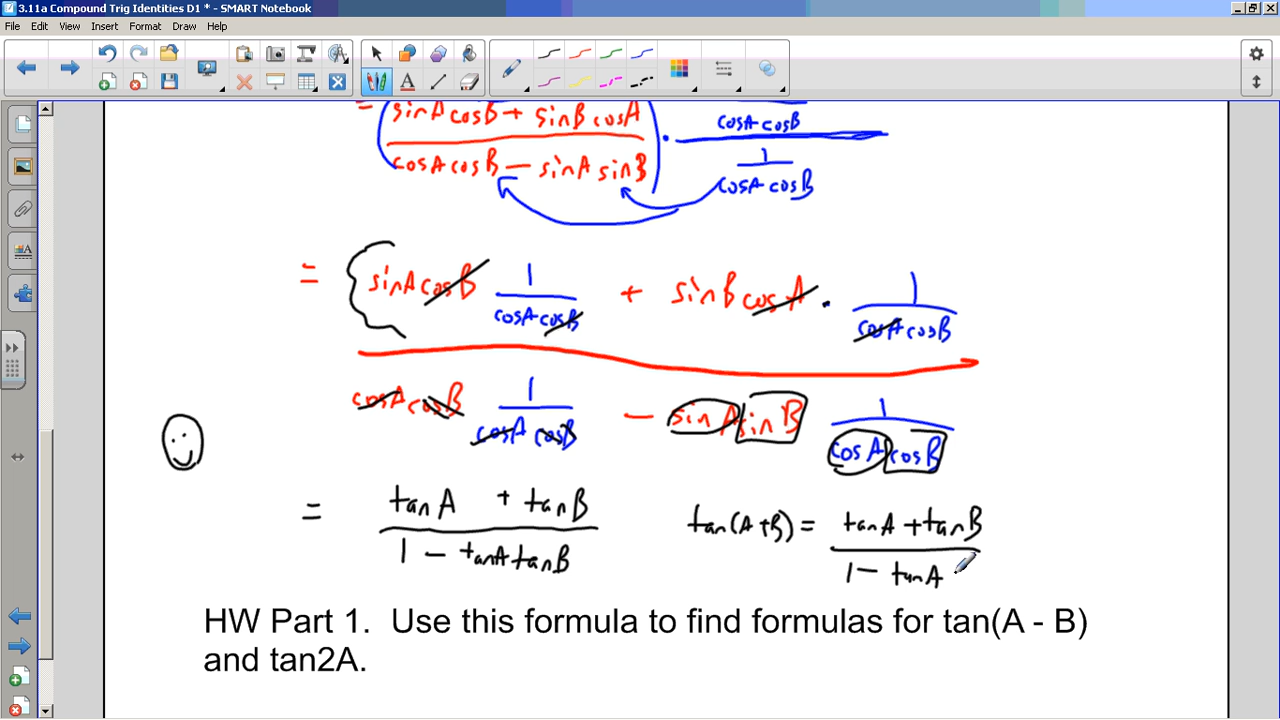 3.11a Compound Trig Identities D1 * - SMART Notebook
File Edit View Insert Format Draw Help
= sinA cosB + sinB cosA / cosA cosB − sinA sinB · cosA cosB / 1 / cosA cosB
= sinA cosB 1 / cosA cosB + sinB cosA · 1 / cosA cosB
cosA cosB 1 / cosA cosB − sinA sinB 1 / cosA cosB
= tanA + tanB / 1 − tanA tanB
tan(A+B) = tanA + tanB / 1 − tanA
HW Part 1. Use this formula to find formulas for tan(A - B)
and tan2A.